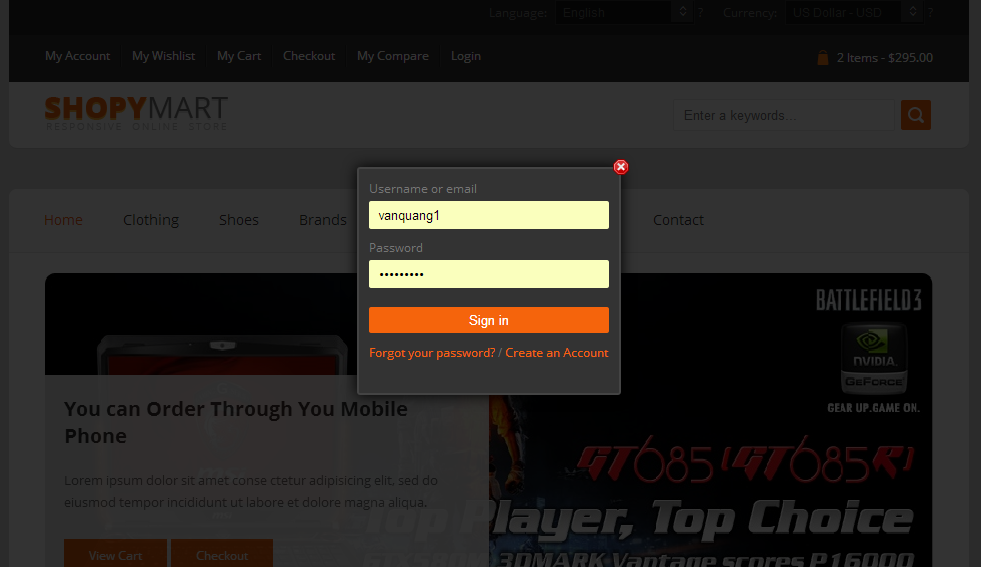 Language: English ? Currency: US Dollar - USD ?
My Account My Wishlist My Cart Checkout My Compare Login 2 Items - $295.00
SHOPYMART
RESPONSIVE ONLINE STORE
Enter a keywords...
Username or email
vanquang1
Password
•••••••••
Sign in
Forgot your password? / Create an Account
Home Clothing Shoes Brands Contact
BATTLEFIELD 3
NVIDIA.
GEFORCE
GEAR UP. GAME ON.
You can Order Through You Mobile
Phone
Lorem ipsum dolor sit amet conse ctetur adipisicing elit, sed do
eiusmod tempor incididunt ut labore et dolore magna aliqua.
View Cart Checkout
GT685 (GT685R)
Top Player, Top Choice
3DMARK Vantage scores P16000